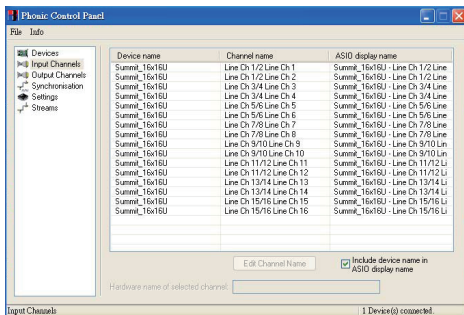 Phonic Control Panel
File Info
Devices
Input Channels
Output Channels
Synchronisation
Settings
Streams
Device name Channel name ASIO display name
Summit_16x16U Line Ch 1/2 Line Ch 1 Summit_16x16U - Line Ch 1/2 Line
Summit_16x16U Line Ch 1/2 Line Ch 2 Summit_16x16U - Line Ch 1/2 Line
Summit_16x16U Line Ch 3/4 Line Ch 3 Summit_16x16U - Line Ch 3/4 Line
Summit_16x16U Line Ch 3/4 Line Ch 4 Summit_16x16U - Line Ch 3/4 Line
Summit_16x16U Line Ch 5/6 Line Ch 5 Summit_16x16U - Line Ch 5/6 Line
Summit_16x16U Line Ch 5/6 Line Ch 6 Summit_16x16U - Line Ch 5/6 Line
Summit_16x16U Line Ch 7/8 Line Ch 7 Summit_16x16U - Line Ch 7/8 Line
Summit_16x16U Line Ch 7/8 Line Ch 8 Summit_16x16U - Line Ch 7/8 Line
Summit_16x16U Line Ch 9/10 Line Ch 9 Summit_16x16U - Line Ch 9/10 Lin
Summit_16x16U Line Ch 9/10 Line Ch 10 Summit_16x16U - Line Ch 9/10 Lin
Summit_16x16U Line Ch 11/12 Line Ch 11 Summit_16x16U - Line Ch 11/12 Li
Summit_16x16U Line Ch 11/12 Line Ch 12 Summit_16x16U - Line Ch 11/12 Li
Summit_16x16U Line Ch 13/14 Line Ch 13 Summit_16x16U - Line Ch 13/14 Li
Summit_16x16U Line Ch 13/14 Line Ch 14 Summit_16x16U - Line Ch 13/14 Li
Summit_16x16U Line Ch 15/16 Line Ch 15 Summit_16x16U - Line Ch 15/16 Li
Summit_16x16U Line Ch 15/16 Line Ch 16 Summit_16x16U - Line Ch 15/16 Li
Edit Channel Name
Include device name in
ASIO display name
Hardware name of selected channel:
Input Channels 1 Device(s) connected.